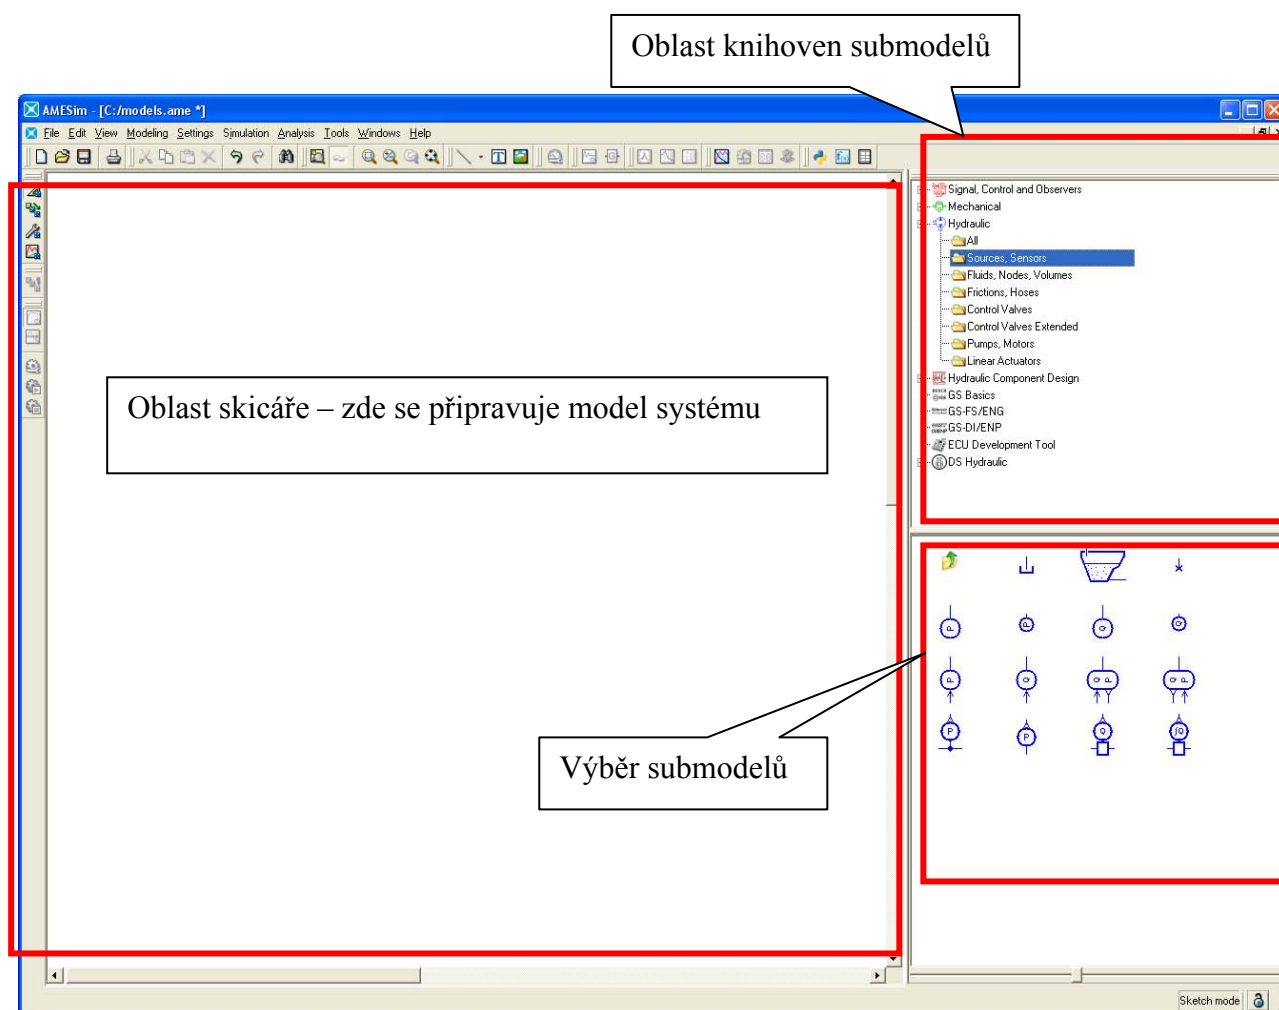 Oblast knihoven submodelů
AMESim - [C:/models.ame *]
File Edit View Modeling Settings Simulation Analysis Tools Windows Help
Signal, Control and Observers
Mechanical
Hydraulic
All
Sources, Sensors
Fluids, Nodes, Volumes
Frictions, Hoses
Control Valves
Control Valves Extended
Pumps, Motors
Linear Actuators
Hydraulic Component Design
GS Basics
GS-FS/ENG
GS-DI/ENP
ECU Development Tool
DS Hydraulic
Oblast skicáře – zde se připravuje model systému
P P Q Q
P Q Q P Q P
P P Q ∫Q
Výběr submodelů
Sketch mode